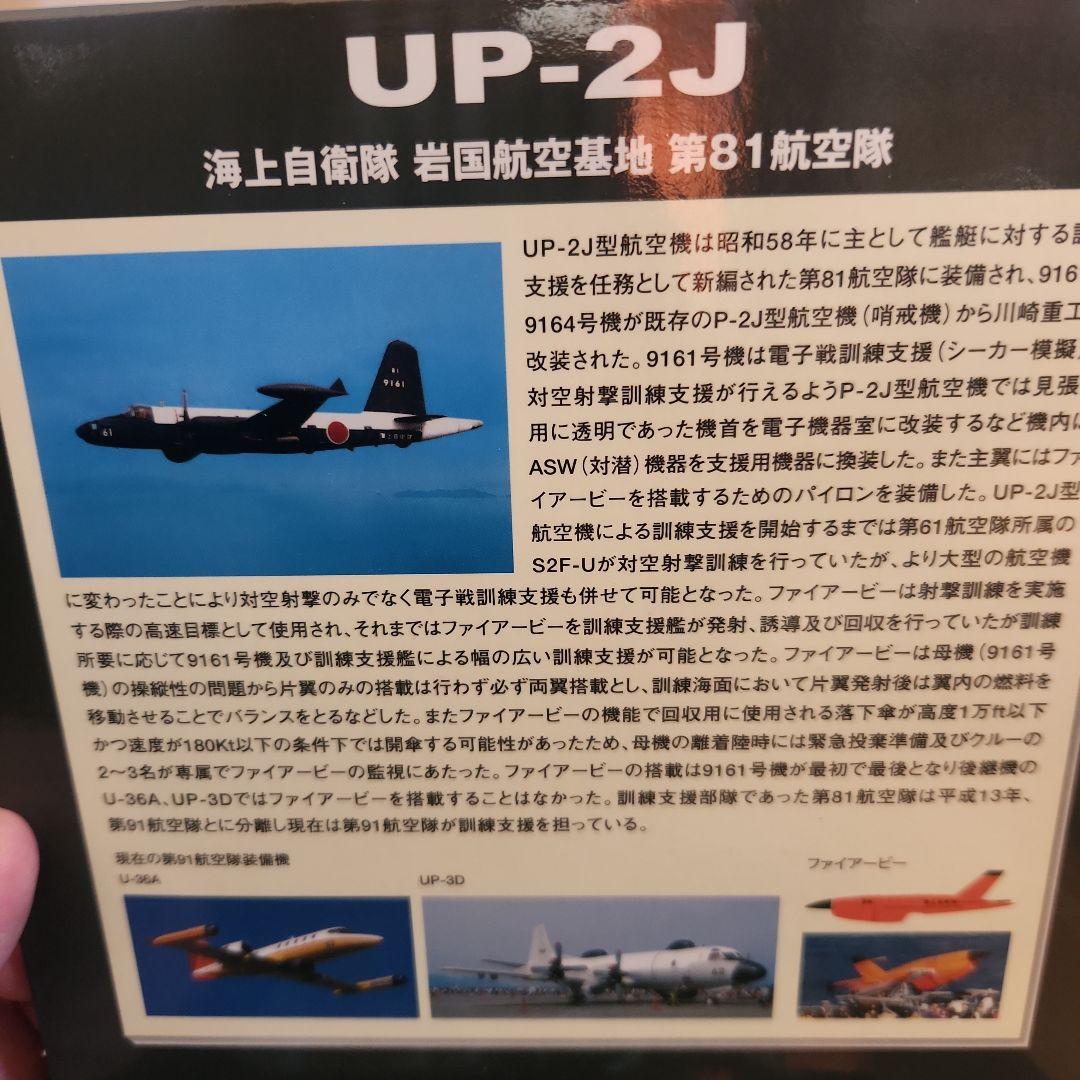 UP-2J
海上自衛隊 岩国航空基地 第81航空隊
UP-2J型航空機は昭和58年に主として艦艇に対する
支援を任務として新編された第81航空隊に装備され、916
9164号機が既存のP-2J型航空機（哨戒機）から川崎重工
改装された。9161号機は電子戦訓練支援（シーカー模擬）
対空射撃訓練支援が行えるようP-2J型航空機では見張
用に透明であった機首を電子機器室に改装するなど機内に
ASW（対潜）機器を支援用機器に換装した。また主翼にはファ
イアービーを搭載するためのパイロンを装備した。UP-2J型
航空機による訓練支援を開始するまでは第61航空隊所属の
S2F-Uが対空射撃訓練を行っていたが、より大型の航空機
に変わったことにより対空射撃のみでなく電子戦訓練支援も併せて可能となった。ファイアービーは射撃訓練を実施
する際の高速目標として使用され、それまではファイアービーを訓練支援艦が発射、誘導及び回収を行っていたが訓練
所要に応じて9161号機及び訓練支援艦による幅の広い訓練支援が可能となった。ファイアービーは母機（9161号
機）の操縦性の問題から片翼のみの搭載は行わず必ず両翼搭載とし、訓練海面において片翼発射後は翼内の燃料を
移動させることでバランスをとるなどした。またファイアービーの機能で回収用に使用される落下傘が高度1万ft以下
かつ速度が180Kt以下の条件下では開傘する可能性があったため、母機の離着陸時には緊急投棄準備及びクルーの
2〜3名が専属でファイアービーの監視にあたった。ファイアービーの搭載は9161号機が最初で最後となり後継機の
U-36A、UP-3Dではファイアービーを搭載することはなかった。訓練支援部隊であった第81航空隊は平成13年、
第91航空隊とに分離し現在は第91航空隊が訓練支援を担っている。
現在の第91航空隊装備機
U-36A
UP-3D
ファイアービー
81
9161
61
海上自衛隊